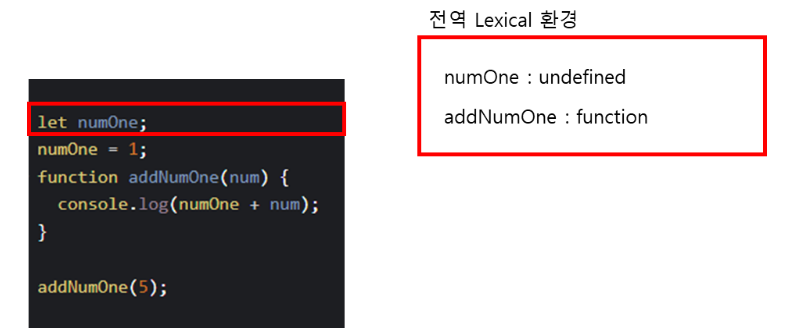 전역 Lexical 환경
numOne : undefined
addNumOne : function
let numOne;
numOne = 1;
function addNumOne(num) {
  console.log(numOne + num);
}
addNumOne(5);